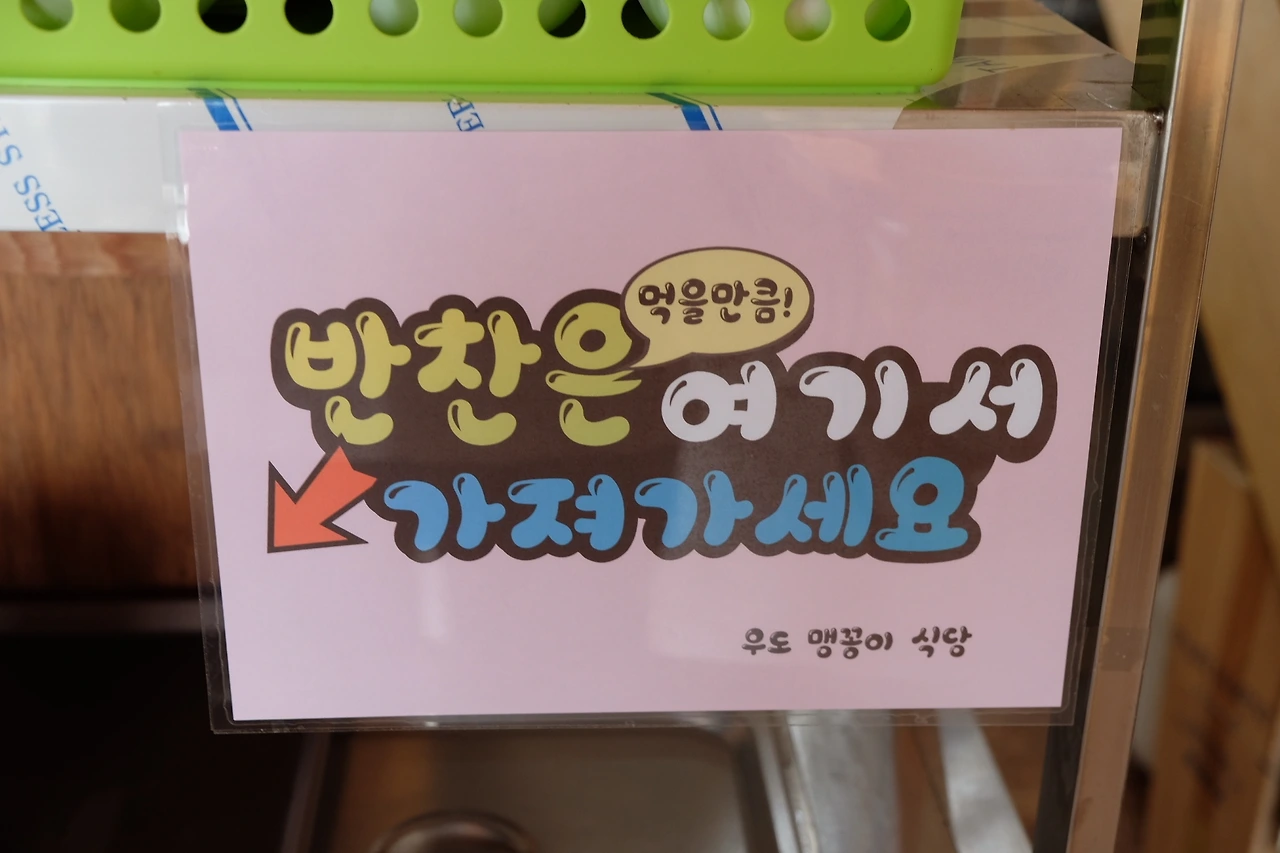 반찬은 여기서
먹을만큼!
가져가세요
우도 맹꽁이 식당